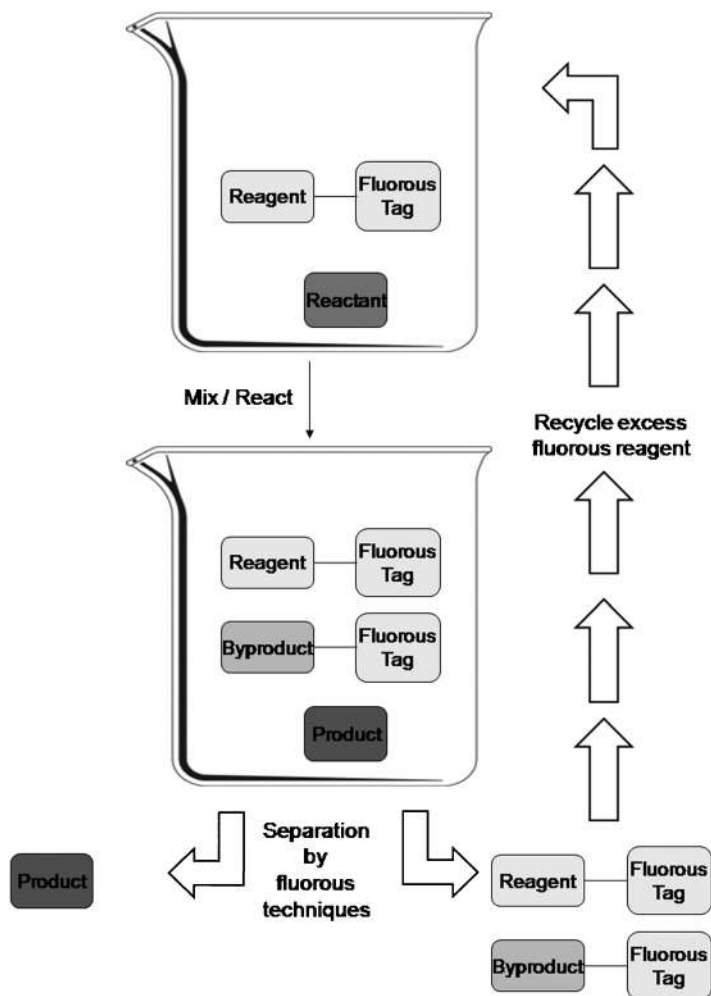 Reagent
Fluorous
Tag
Reactant
Mix / React
Recycle excess
fluorous reagent
Reagent
Fluorous
Tag
Byproduct
Fluorous
Tag
Product
Separation
by
fluorous
techniques
Product
Reagent
Fluorous
Tag
Byproduct
Fluorous
Tag